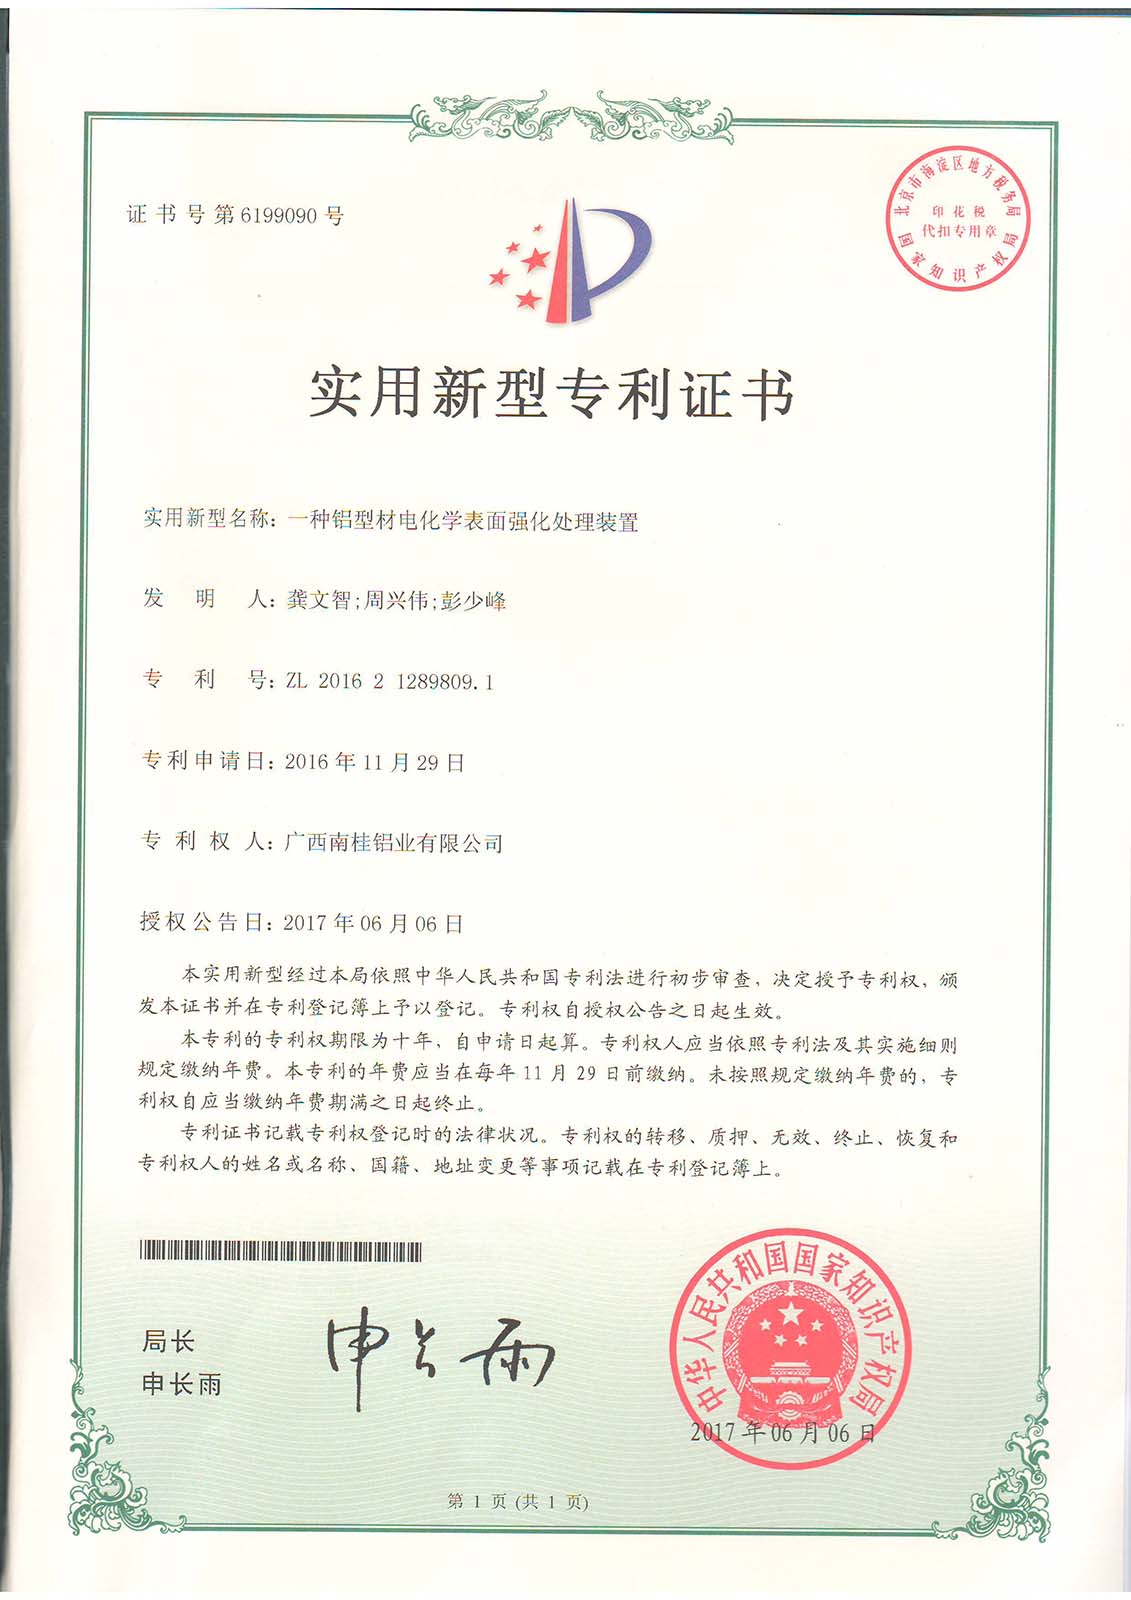 证书号第6199090号
北京市海淀区地方税务局
印花税
代扣专用章
国家知识产权局
实用新型专利证书
实用新型名称：一种铝型材电化学表面强化处理装置
发明人：龚文智;周兴伟;彭少峰
专利号：ZL 2016 2 1289809.1
专利申请日：2016年11月29日
专利权人：广西南桂铝业有限公司
授权公告日：2017年06月06日
本实用新型经过本局依照中华人民共和国专利法进行初步审查，决定授予专利权，颁
发本证书并在专利登记簿上予以登记。专利权自授权公告之日起生效。
本专利的专利权期限为十年，自申请日起算。专利权人应当依照专利法及其实施细则
规定缴纳年费。本专利的年费应当在每年11月29日前缴纳。未按照规定缴纳年费的，专
利权自应当缴纳年费期满之日起终止。
专利证书记载专利权登记时的法律状况。专利权的转移、质押、无效、终止、恢复和
专利权人的姓名或名称、国籍、地址变更等事项记载在专利登记簿上。
局长
申长雨
申长雨
中华人民共和国国家知识产权局
2017年06月06日
第1页(共1页)